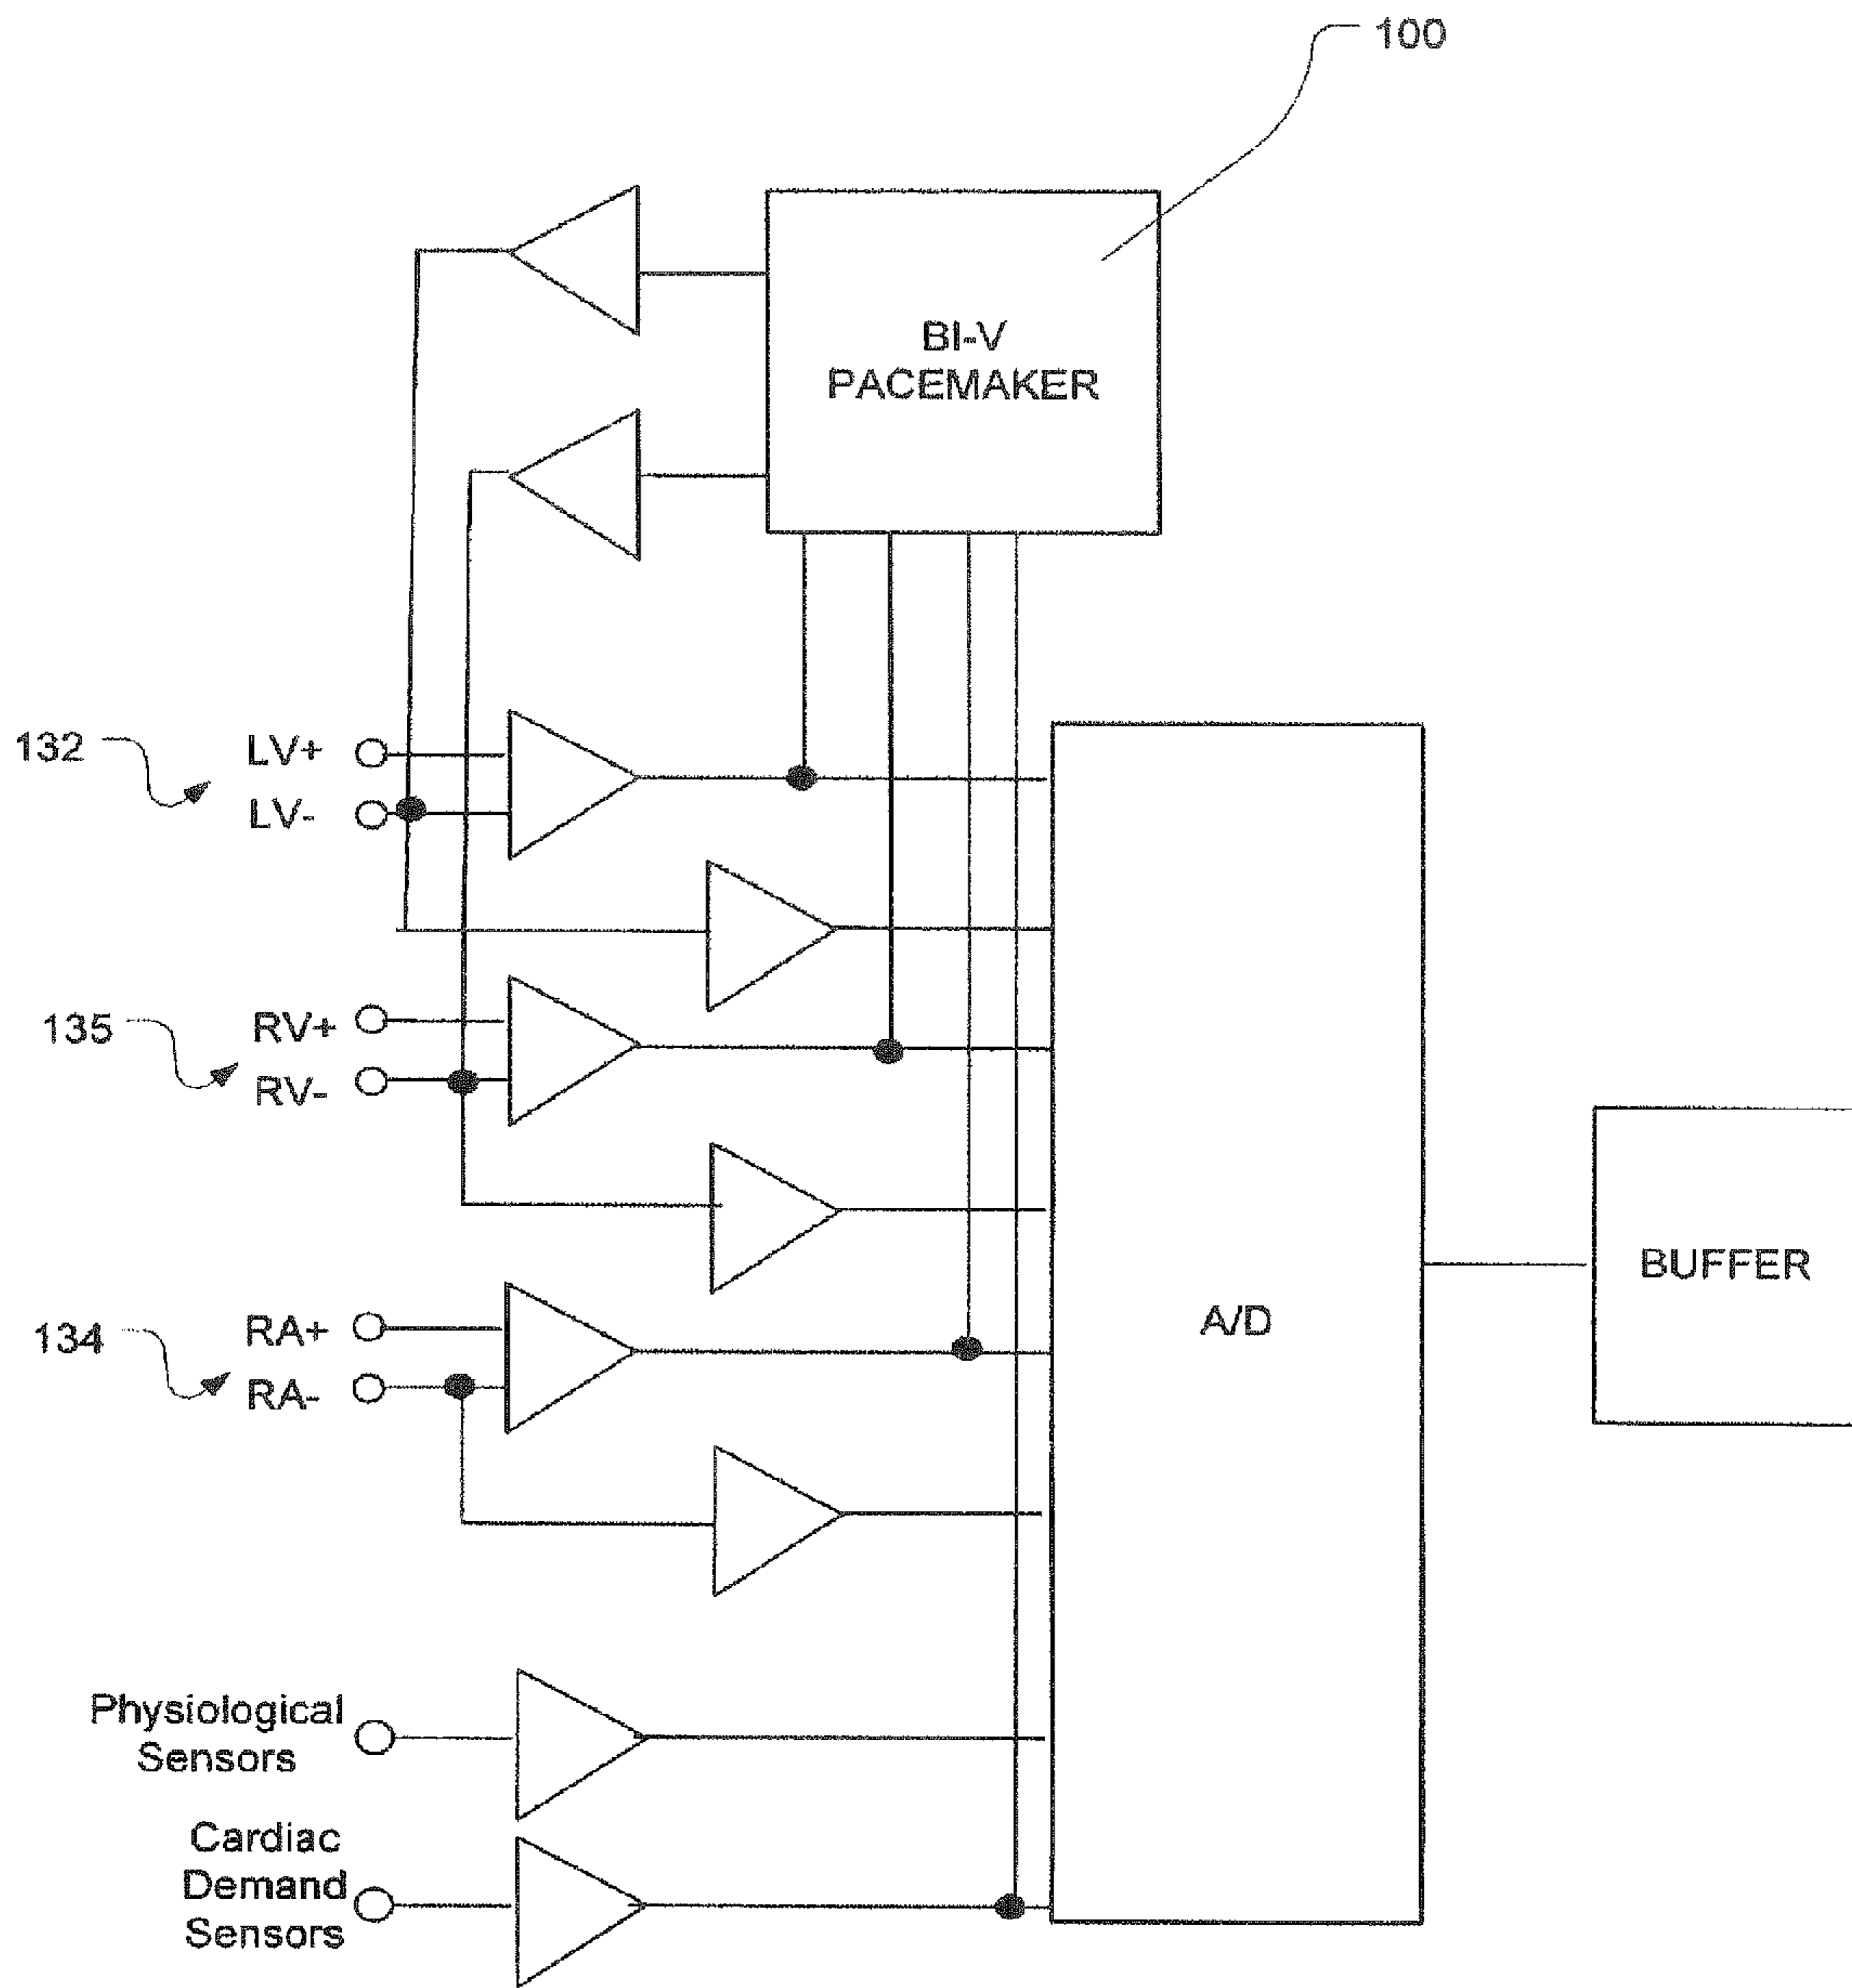 100
BI-V
PACEMAKER
132
LV+
LV-
135
RV+
RV-
134
RA+
RA-
A/D
BUFFER
Physiological
Sensors
Cardiac
Demand
Sensors